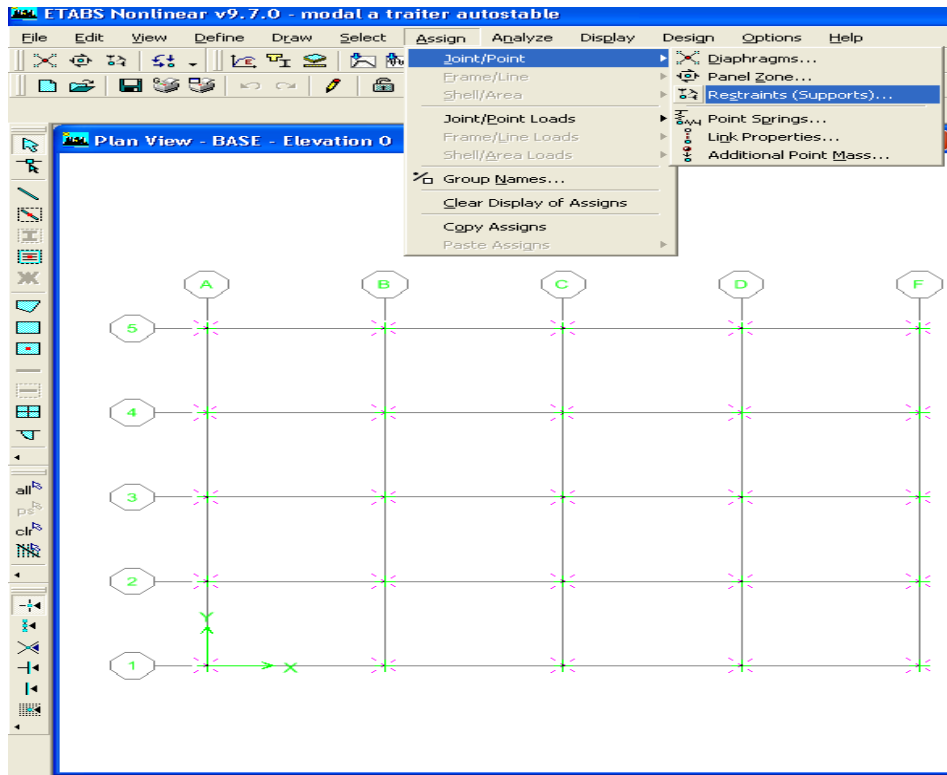 ETABS Nonlinear v9.7.0 - modal a traiter autostable
File Edit View Define Draw Select Assign Analyze Display Design Options Help
Joint/Point
Frame/Line
Shell/Area
Joint/Point Loads
Frame/Line Loads
Shell/Area Loads
Group Names...
Clear Display of Assigns
Copy Assigns
Paste Assigns
Diaphragms...
Panel Zone...
Restraints (Supports)...
Point Springs...
Link Properties...
Additional Point Mass...
Plan View - BASE - Elevation 0
A B C D F
5
4
3
2
Y
1 X
all
ps
clr